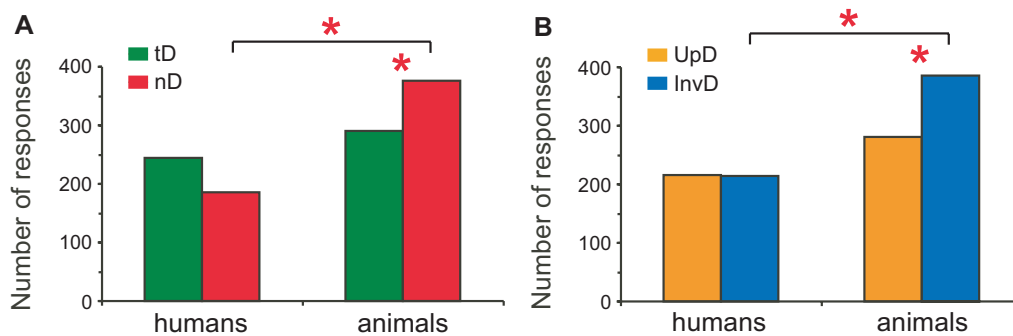 A
*
tD
nD
*
Number of responses
400
300
200
100
0
humans animals
B
*
UpD
InvD
*
Number of responses
400
300
200
100
0
humans animals